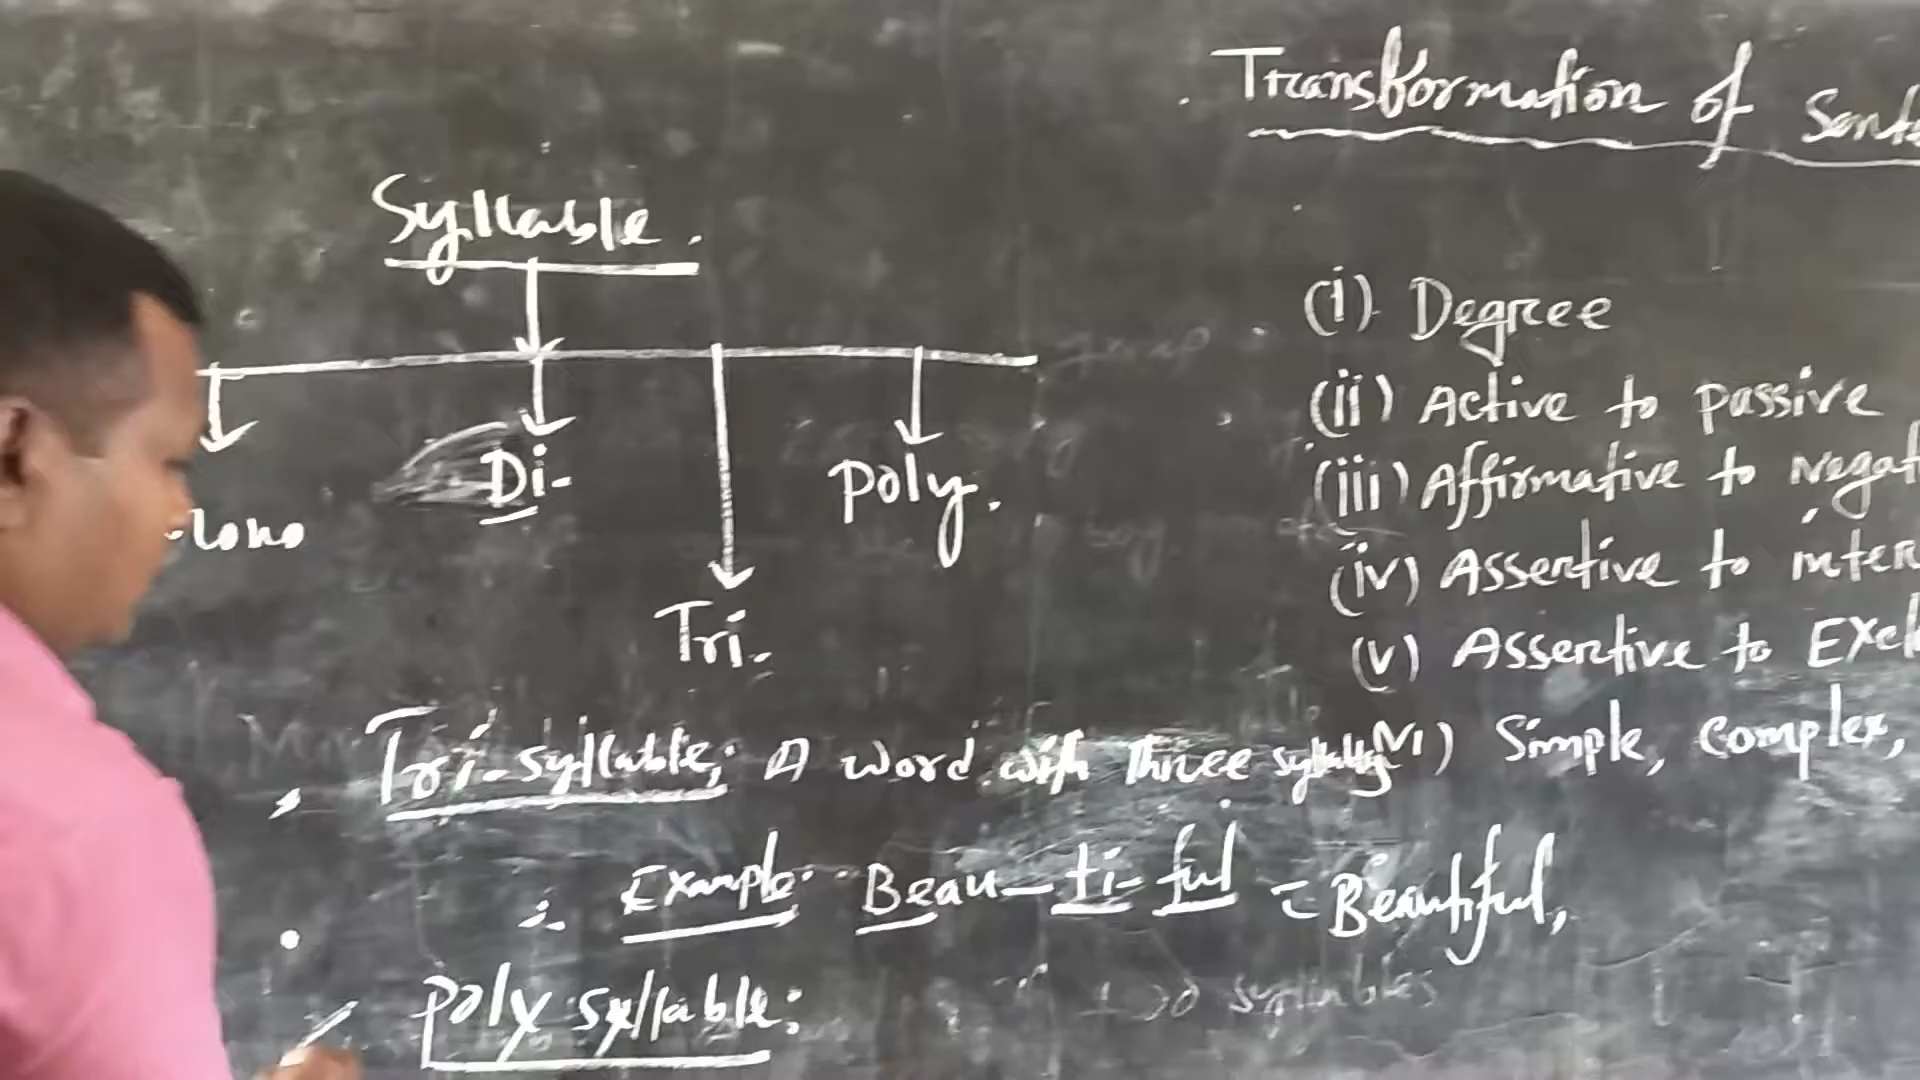 Transformation of
Syllable.
(i) Degree
(ii) Active to passive
(iii) Affirmative to
(iv) Assertive to
(v) Assertive to
(vi) Simple, Complex,
Di-
Poly.
Tri-
Tri-syllable; A word with three
∴ Example: Beau-ti-ful = Beautiful,
Poly syllable:
syllables